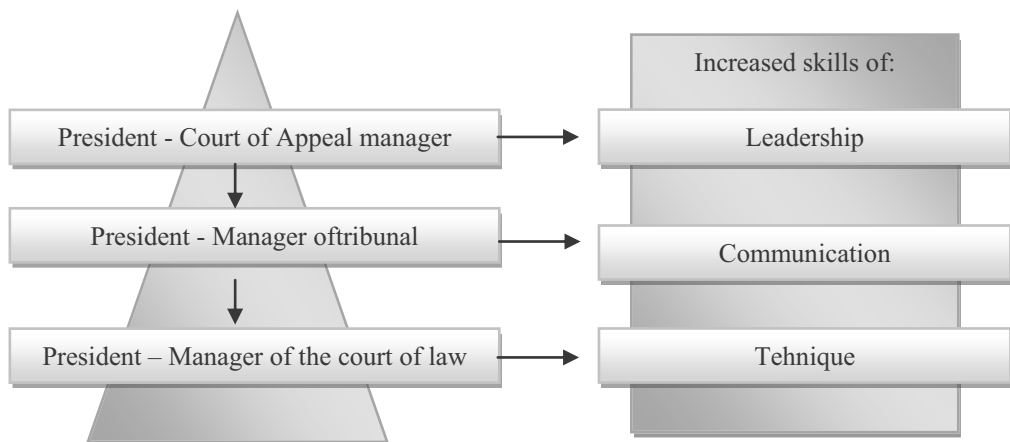 Increased skills of:
President - Court of Appeal manager
Leadership
President - Manager oftribunal
Communication
President – Manager of the court of law
Tehnique